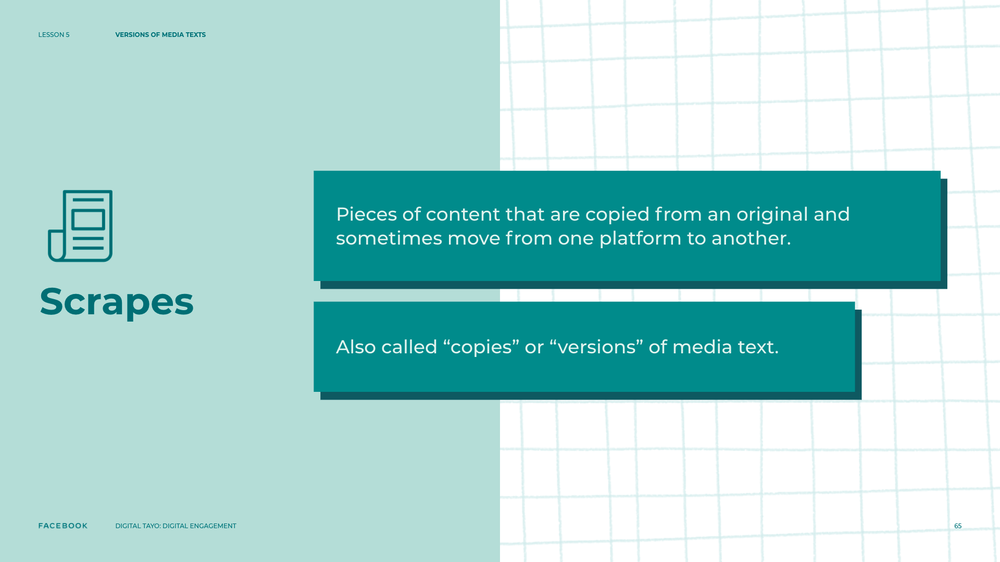 LESSON 5 VERSIONS OF MEDIA TEXTS
Scrapes
Pieces of content that are copied from an original and
sometimes move from one platform to another.
Also called “copies” or “versions” of media text.
FACEBOOK DIGITAL TAYO: DIGITAL ENGAGEMENT 65